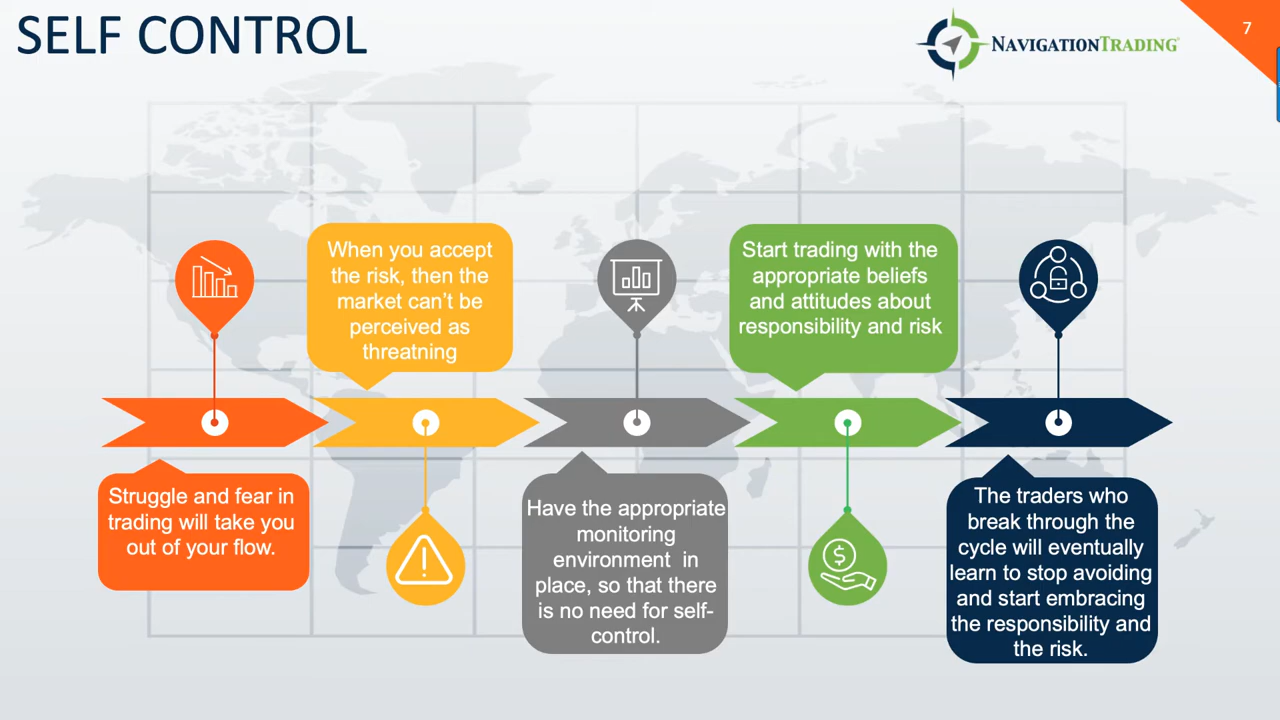 SELF CONTROL
NAVIGATIONTRADING®
7
Struggle and fear in
trading will take you
out of your flow.
When you accept
the risk, then the
market can't be
perceived as
threatning
Have the appropriate
monitoring
environment in
place, so that there
is no need for self-
control.
Start trading with the
appropriate beliefs
and attitudes about
responsibility and risk
The traders who
break through the
cycle will eventually
learn to stop avoiding
and start embracing
the responsibility and
the risk.
$